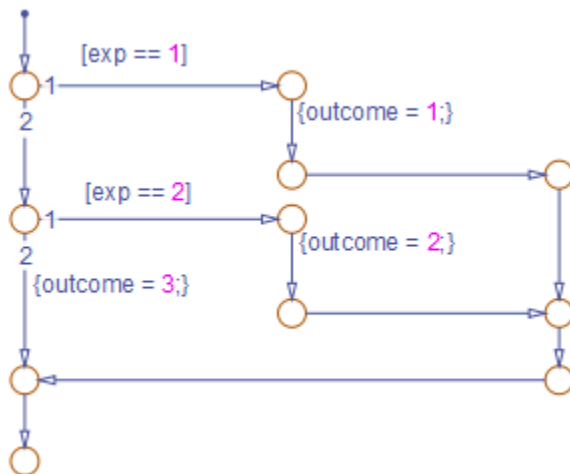 [exp == 1]
1
{outcome = 1;}
2
[exp == 2]
1
{outcome = 2;}
2
{outcome = 3;}